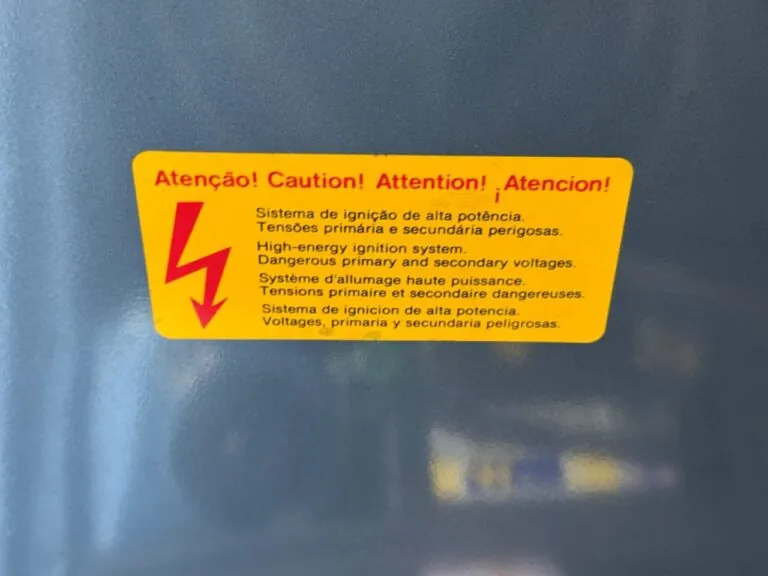 Atenção! Caution! Attention! ¡Atencion!
Sistema de ignição de alta potência.
Tensões primária e secundária perigosas.
High-energy ignition system.
Dangerous primary and secondary voltages.
Système d'allumage haute puissance.
Tensions primaire et secondaire dangereuses.
Sistema de ignicion de alta potencia.
Voltages, primaria y secundaria peligrosas.